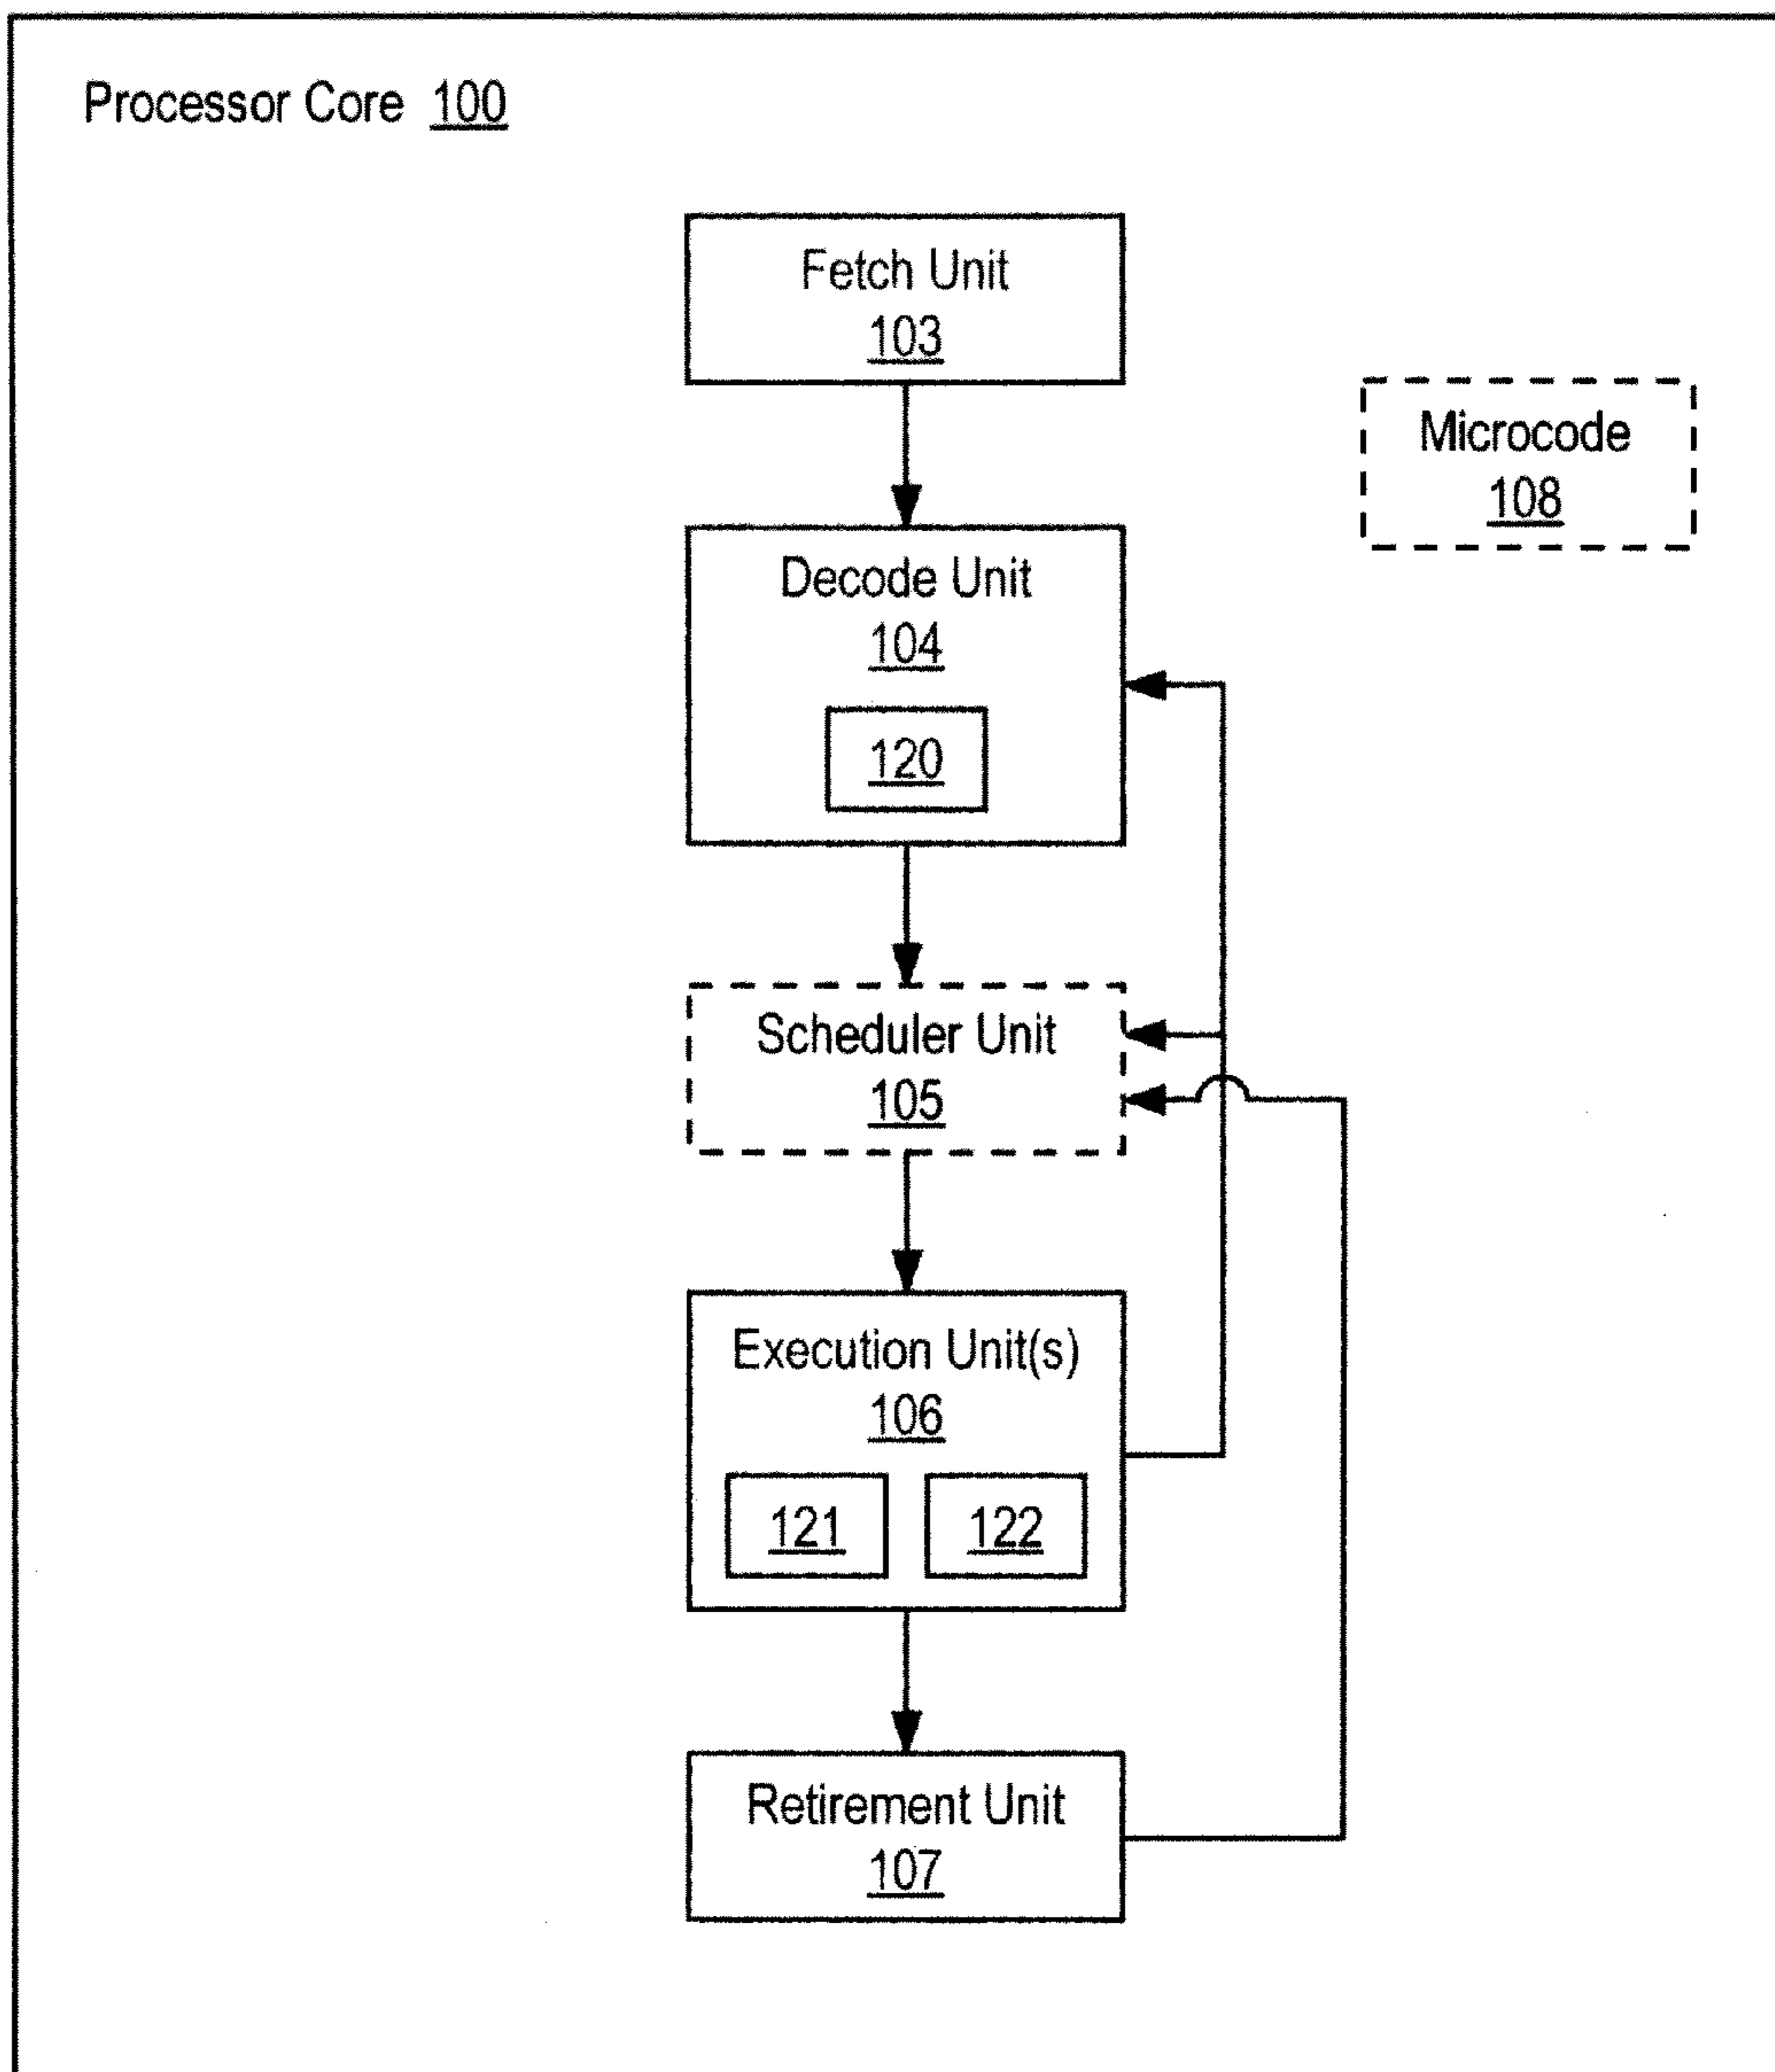 Processor Core 100
Fetch Unit
103
Microcode
108
Decode Unit
104
120
Scheduler Unit
105
Execution Unit(s)
106
121 122
Retirement Unit
107